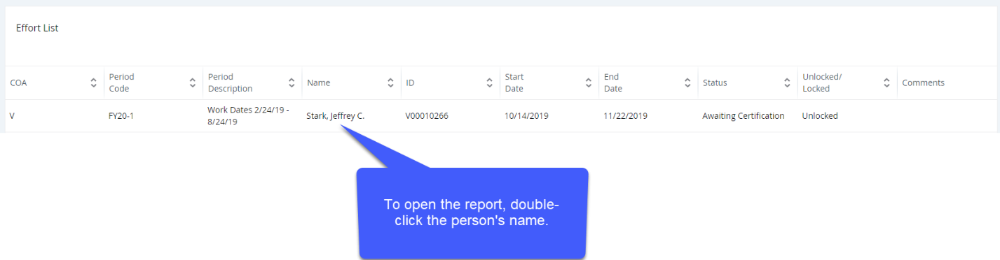 Effort List
COA
Period
Code
Period
Description
Name
ID
Start
Date
End
Date
Status
Unlocked/
Locked
Comments
V
FY20-1
Work Dates 2/24/19 -
8/24/19
Stark, Jeffrey C.
V00010266
10/14/2019
11/22/2019
Awaiting Certification
Unlocked
To open the report, double-
click the person's name.